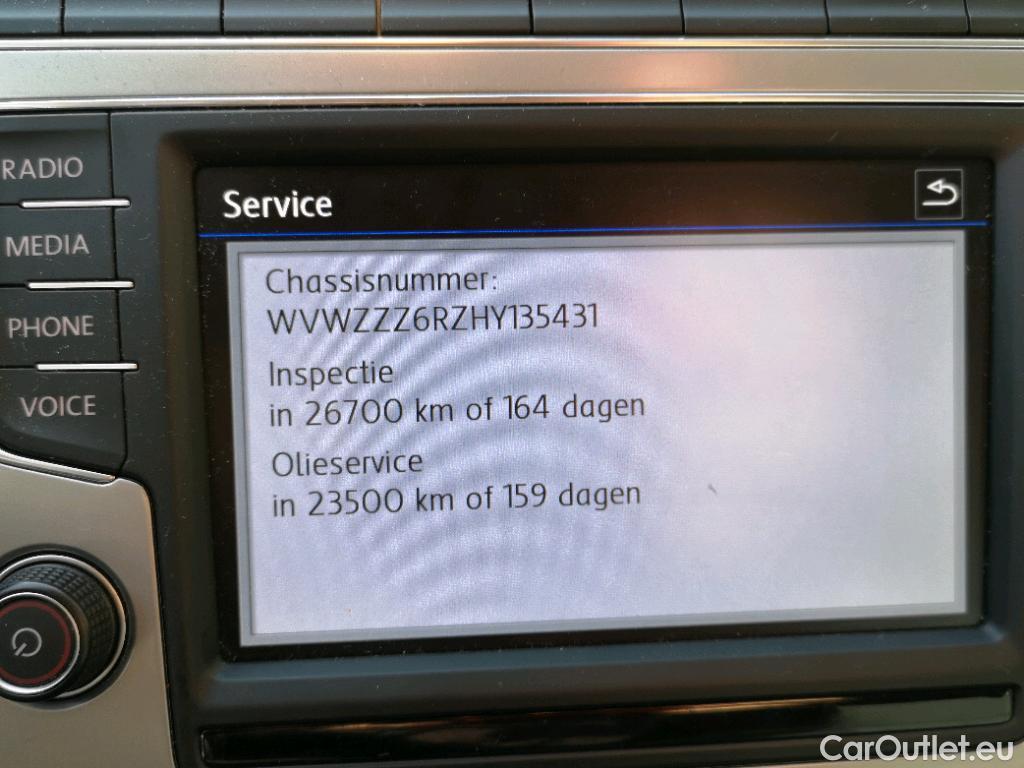 RADIO
MEDIA
PHONE
VOICE
Service
Chassisnummer:
WVWZZZ6RZHY135431
Inspectie
in 26700 km of 164 dagen
Olieservice
in 23500 km of 159 dagen
CarOutlet.eu